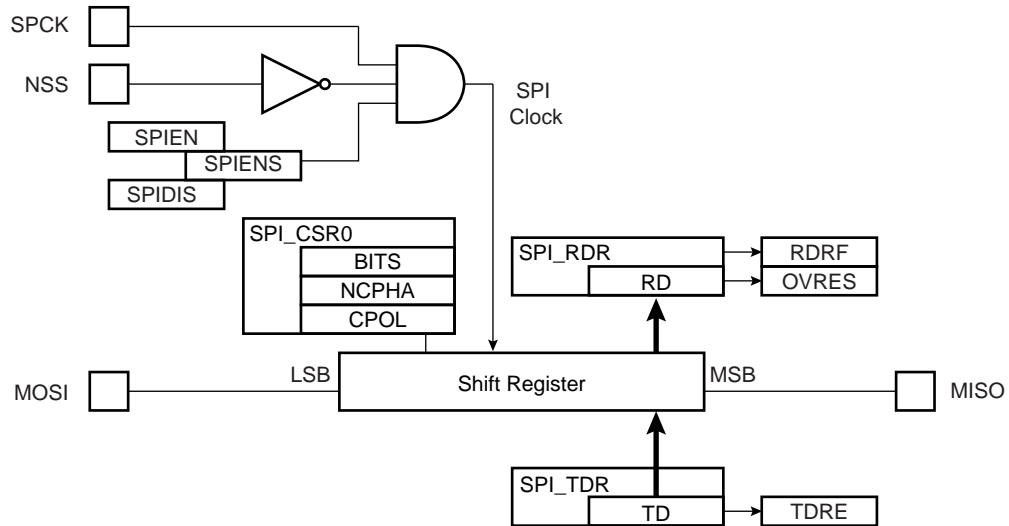 SPCK
NSS
SPI
Clock
SPIEN
SPIENS
SPIDIS
SPI_CSR0
BITS
NCPHA
CPOL
SPI_RDR
RD
RDRF
OVRES
MOSI
LSB
Shift Register
MSB
MISO
SPI_TDR
TD
TDRE